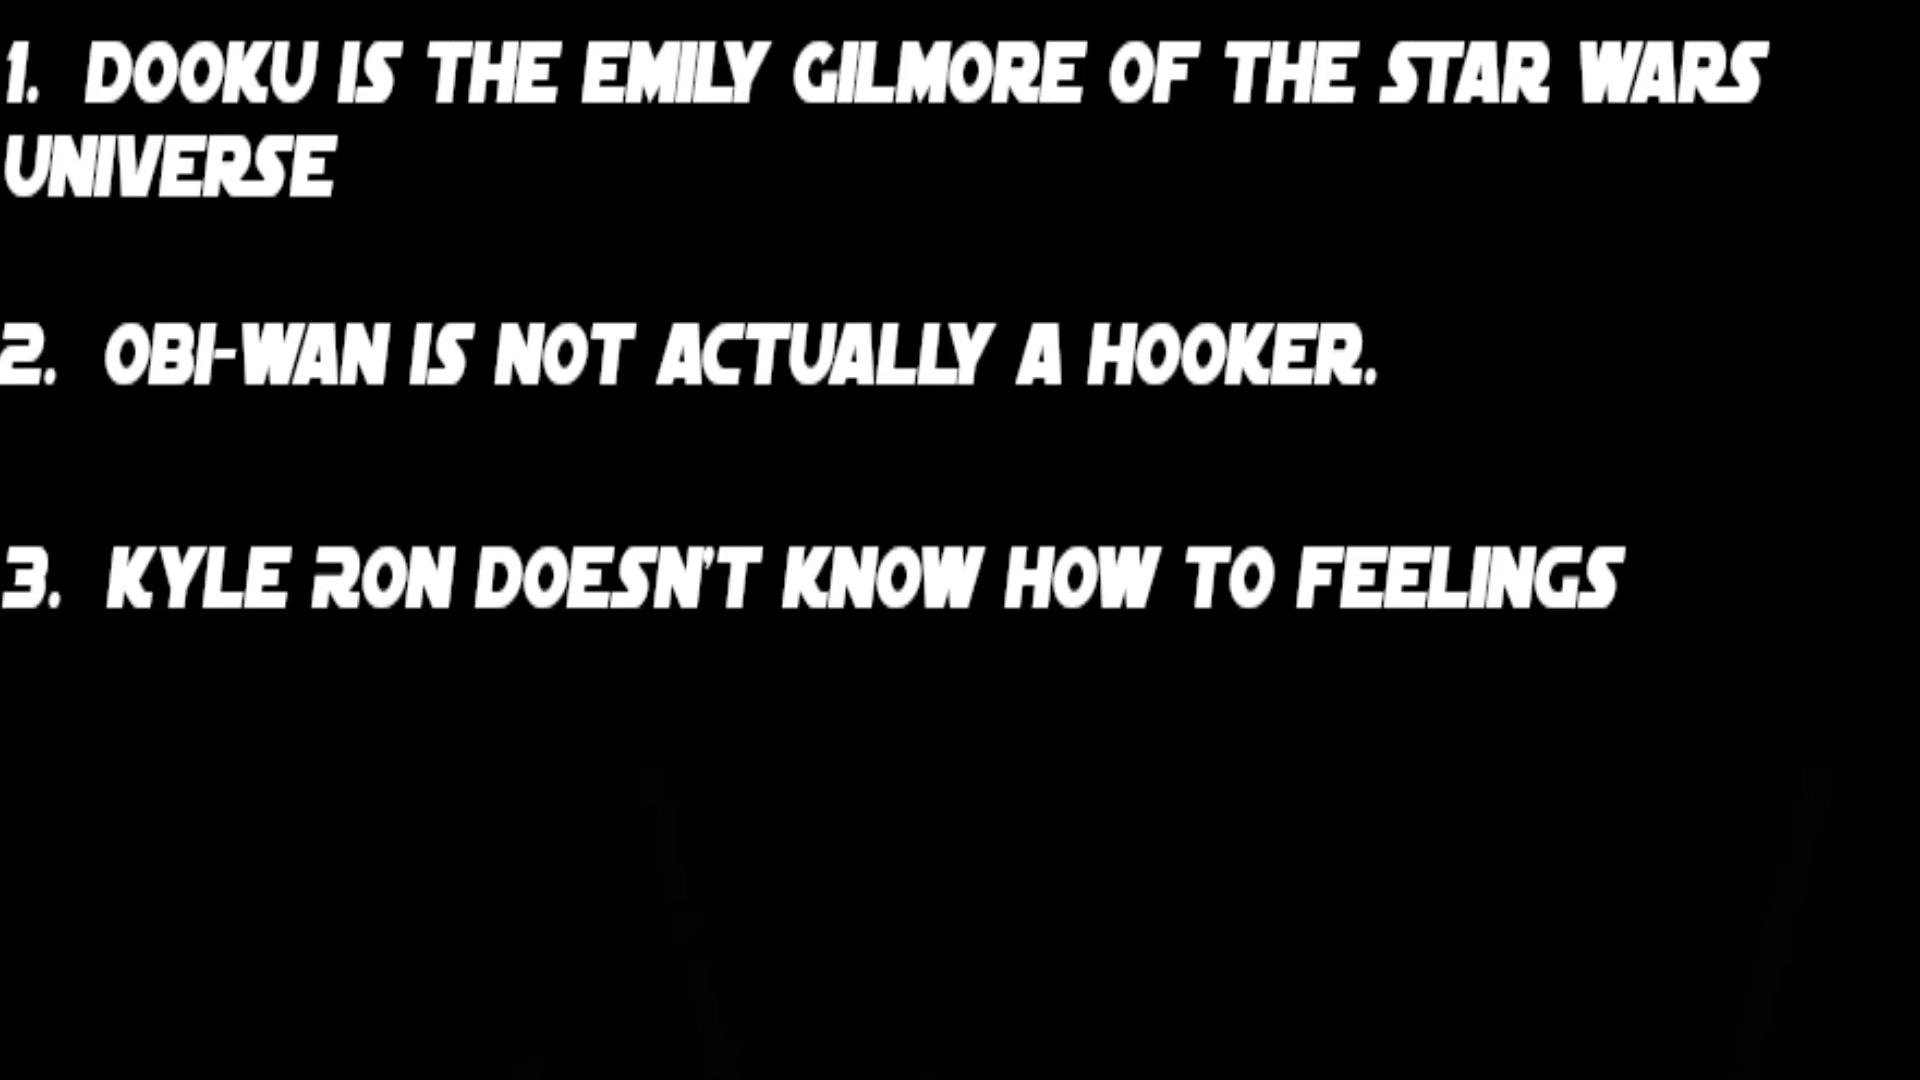 1. DOOKU IS THE EMILY GILMORE OF THE STAR WARS
UNIVERSE
2. OBI-WAN IS NOT ACTUALLY A HOOKER.
3. KYLE RON DOESN'T KNOW HOW TO FEELINGS